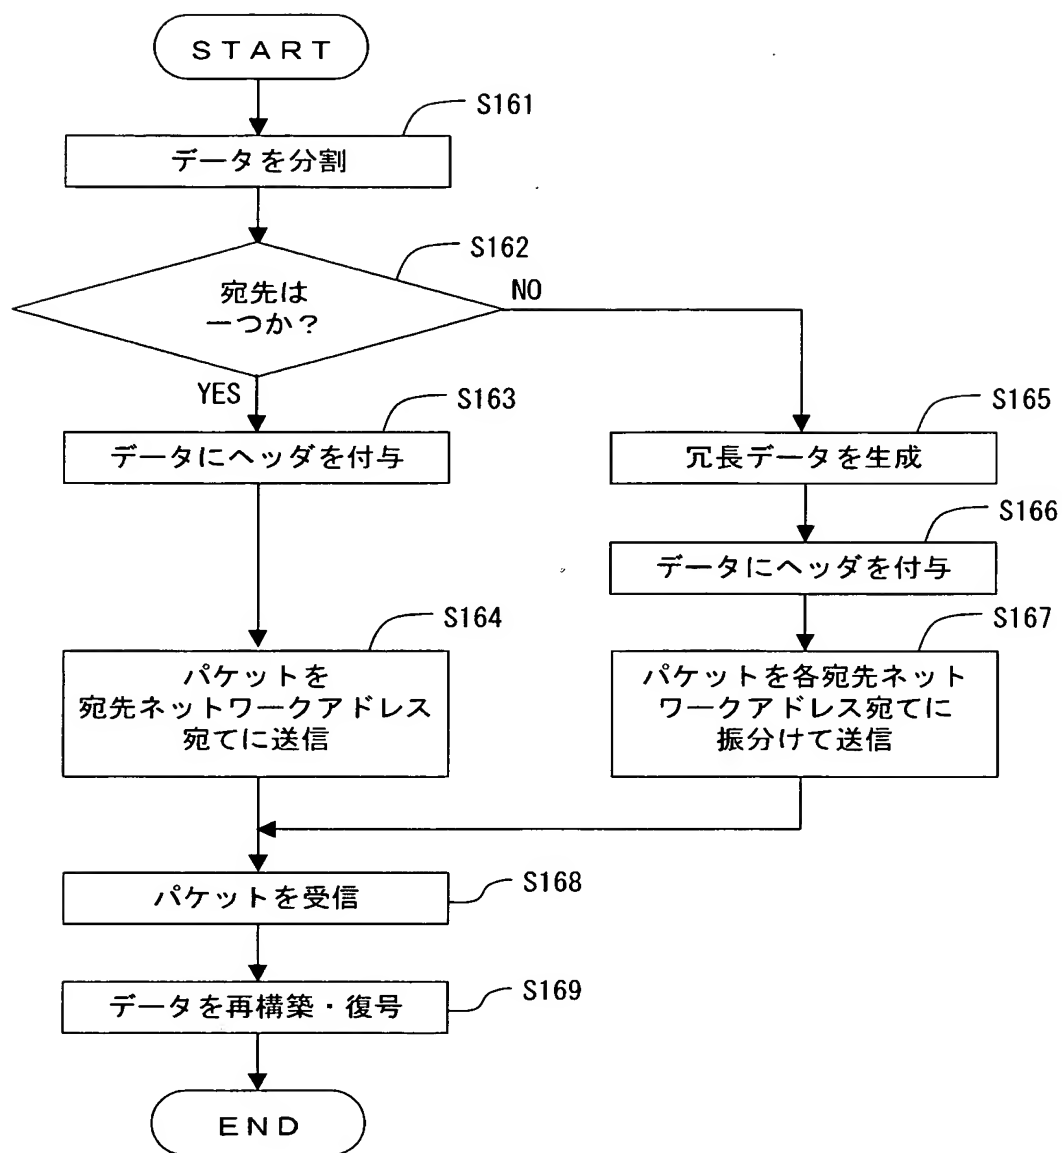 START
S161
データを分割
S162
宛先は
一つか？
NO
YES
S163
データにヘッダを付与
S165
冗長データを生成
S166
データにヘッダを付与
S164
パケットを
宛先ネットワークアドレス
宛てに送信
S167
パケットを各宛先ネット
ワークアドレス宛てに
振分けて送信
S168
パケットを受信
S169
データを再構築・復号
END